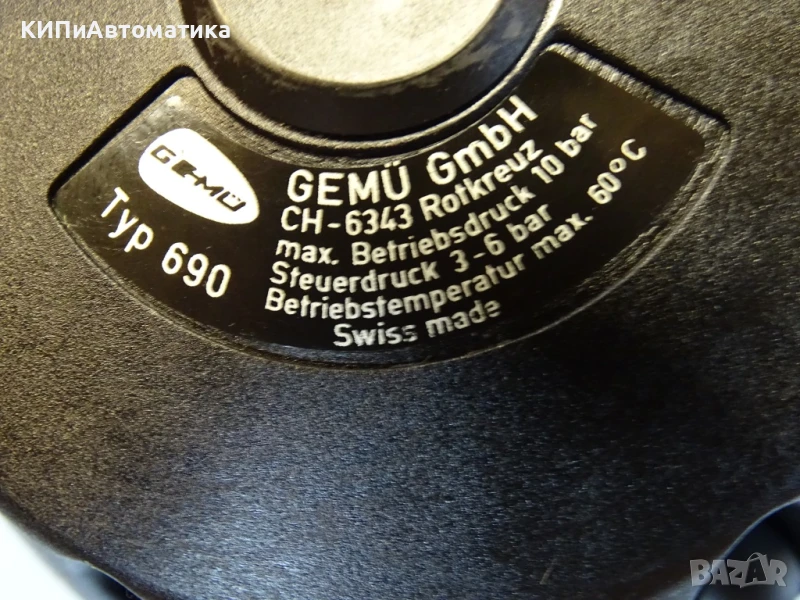 КИПиАвтоматика
GEMÜ
Typ 690
GEMÜ GmbH
CH-6343 Rotkreuz
max. Betriebsdruck 10 bar
Steuerdruck 3-6 bar
Betriebstemperatur max. 60°C
Swiss made
BAZAR